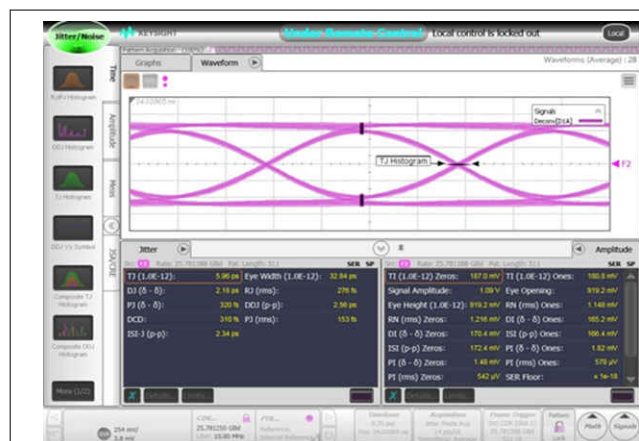 Jitter/Noise
KEYSIGHT
Under Remote Control
Local control is locked out
Local
Graphs
Waveform
Waveforms (Average) : 28
Time
Amplitude
Meas
RJ/PJ Histogram
DDJ Histogram
TJ Histogram
DDJ Vs Symbol
Composite TJ
Histogram
Composite DDJ
Histogram
More (1/2)
Signals
TJ Histogram
F2
Jitter
Amplitude
TJ (1.0E-12): 5.96 ps Eye Width (1.0E-12): 32.84 ps
DJ (δ - δ): 2.18 ps RJ (rms): 276 fs
PJ (δ - δ): 320 fs DDJ (p-p): 2.56 ps
DCD: 310 fs PJ (rms): 153 fs
ISI-J (p-p): 2.34 ps
TI (1.0E-12) Zeros: 187.0 mV TI (1.0E-12) Ones:
Signal Amplitude: 1.09 V Eye Opening: 919.2 mV
Eye Height (1.0E-12): 919.2 mV RN (rms) Ones: 1.148 mV
RN (rms) Zeros: 1.216 mV DI (δ - δ) Ones: 165.2 mV
DI (δ - δ) Zeros: 170.4 mV ISI (p-p) Ones: 166.4 mV
ISI (p-p) Zeros: 172.4 mV PI (δ - δ) Ones: 1.82 mV
PI (δ - δ) Zeros: 1.48 mV PI (rms) Ones: 578 µV
PI (rms) Zeros: 542 µV SER Floor:
Details...
Limits...
Details...
Limits...
25.781250 GBd
Acquisition
Pattern
Math
Signals